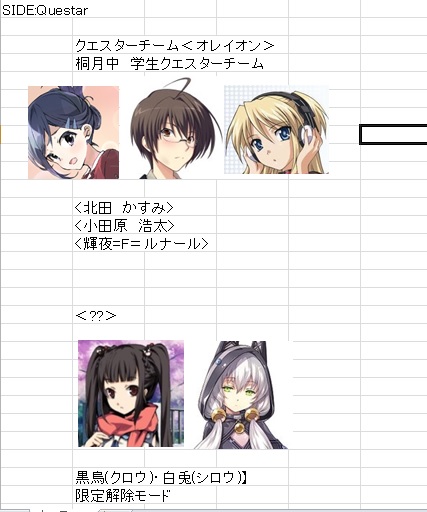 SIDE:Questar
クエスターチーム＜オレイオン＞
桐月中　学生クエスターチーム
<北田　かすみ>
<小田原　浩太>
<輝夜=F＝ルナール>
＜??＞
黒烏(クロウ)・白兎(シロウ)】
限定解除モード